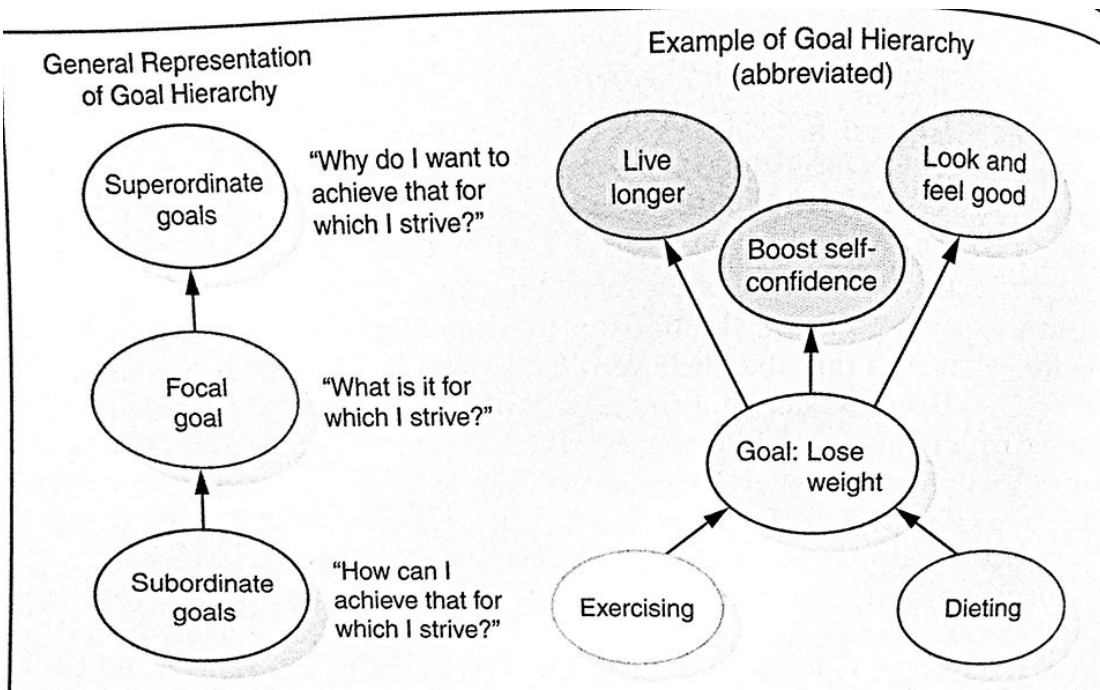 General Representation
of Goal Hierarchy
Superordinate
goals
“Why do I want to
achieve that for
which I strive?”
Focal
goal
“What is it for
which I strive?”
Subordinate
goals
“How can I
achieve that for
which I strive?”
Example of Goal Hierarchy
(abbreviated)
Live
longer
Look and
feel good
Boost self-
confidence
Goal: Lose
weight
Exercising
Dieting